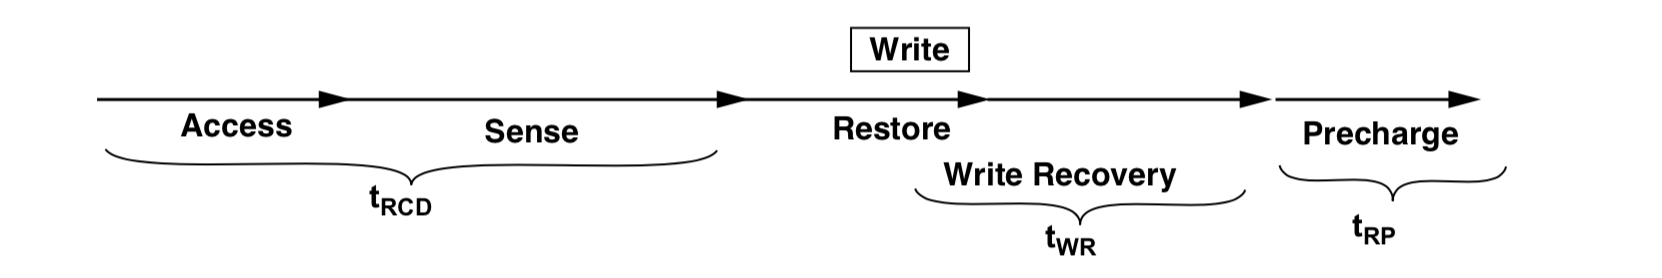 Write
Access
Sense
Restore
Precharge
Write Recovery
tRCD
tWR
tRP